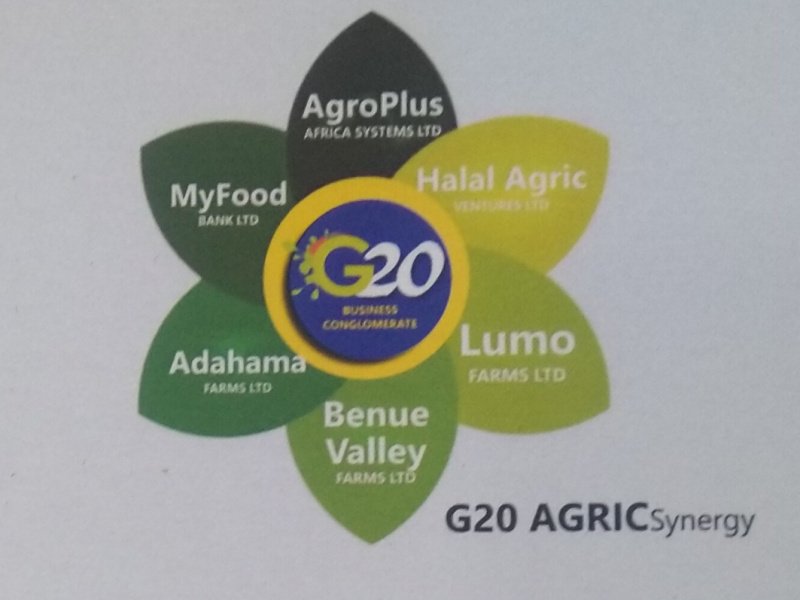 AgroPlus
AFRICA SYSTEMS LTD
Halal Agric
VENTURES LTD
MyFood
BANK LTD
G20
BUSINESS
CONGLOMERATE
Lumo
FARMS LTD
Adahama
FARMS LTD
Benue
Valley
FARMS LTD
G20 AGRICSynergy